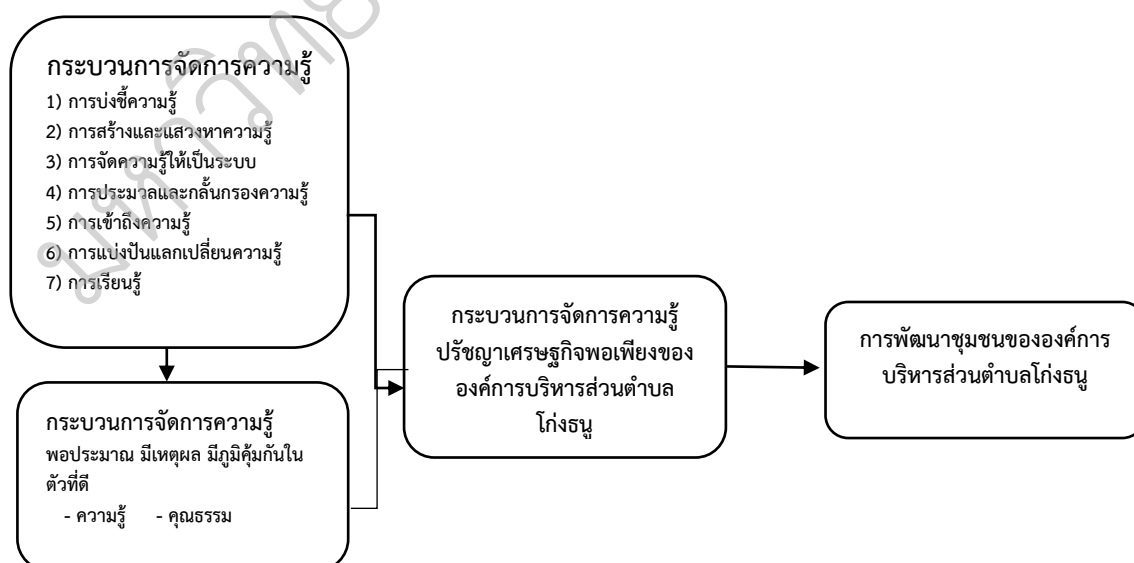 กระบวนการจัดการความรู้
1) การบ่งชี้ความรู้
2) การสร้างและแสวงหาความรู้
3) การจัดความรู้ให้เป็นระบบ
4) การประมวลและกลั้นกรองความรู้
5) การเข้าถึงความรู้
6) การแบ่งปันแลกเปลี่ยนความรู้
7) การเรียนรู้
กระบวนการจัดการความรู้
พอประมาณ มีเหตุผล มีภูมิคุ้มกันใน
ตัวที่ดี
- ความรู้ - คุณธรรม
กระบวนการจัดการความรู้
ปรัชญาเศรษฐกิจพอเพียงของ
องค์การบริหารส่วนตำบล
โก่งธนู
การพัฒนาชุมชนขององค์การ
บริหารส่วนตำบลโก่งธนู